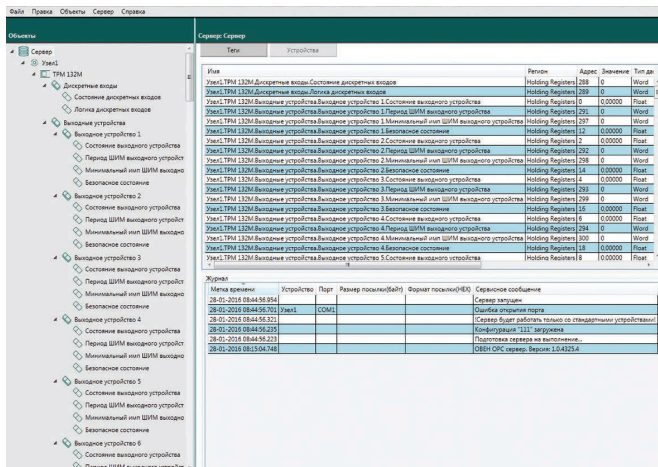 Файл Правка Объекты Сервер Справка
Объекты
Сервер
Узел1
ТРМ 132М
Дискретные входы
Состояние дискретных входов
Логика дискретных входов
Выходные устройства
Выходное устройство 1
Состояние выходного устройства
Период ШИМ выходного устройст
Минимальный имп ШИМ выходно
Безопасное состояние
Выходное устройство 2
Состояние выходного устройства
Период ШИМ выходного устройст
Минимальный имп ШИМ выходно
Безопасное состояние
Выходное устройство 3
Состояние выходного устройства
Период ШИМ выходного устройст
Минимальный имп ШИМ выходно
Безопасное состояние
Выходное устройство 4
Состояние выходного устройства
Период ШИМ выходного устройст
Минимальный имп ШИМ выходно
Безопасное состояние
Выходное устройство 5
Состояние выходного устройства
Период ШИМ выходного устройст
Минимальный имп ШИМ выходно
Безопасное состояние
Выходное устройство 6
Состояние выходного устройства
Период ШИМ выходного устройст
Сервер: Сервер
Теги Устройства
Имя Регион Адрес Значение Тип да
Узел1.ТРМ 132М.Дискретные входы.Состояние дискретных входов Holding Registers 288 0 Word
Узел1.ТРМ 132М.Дискретные входы.Логика дискретных входов Holding Registers 289 0 Word
Узел1.ТРМ 132М.Выходные устройства.Выходное устройство 1.Состояние выходного устройства Holding Registers 0 0,00000 Float
Узел1.ТРМ 132М.Выходные устройства.Выходное устройство 1.Период ШИМ выходного устройства Holding Registers 291 0 Word
Узел1.ТРМ 132М.Выходные устройства.Выходное устройство 1.Минимальный имп ШИМ выходного устройства Holding Registers 297 0 Word
Узел1.ТРМ 132М.Выходные устройства.Выходное устройство 1.Безопасное состояние Holding Registers 12 0,00000 Float
Узел1.ТРМ 132М.Выходные устройства.Выходное устройство 2.Состояние выходного устройства Holding Registers 2 0,00000 Float
Узел1.ТРМ 132М.Выходные устройства.Выходное устройство 2.Период ШИМ выходного устройства Holding Registers 292 0 Word
Узел1.ТРМ 132М.Выходные устройства.Выходное устройство 2.Минимальный имп ШИМ выходного устройства Holding Registers 298 0 Word
Узел1.ТРМ 132М.Выходные устройства.Выходное устройство 2.Безопасное состояние Holding Registers 14 0,00000 Float
Узел1.ТРМ 132М.Выходные устройства.Выходное устройство 3.Состояние выходного устройства Holding Registers 4 0,00000 Float
Узел1.ТРМ 132М.Выходные устройства.Выходное устройство 3.Период ШИМ выходного устройства Holding Registers 293 0 Word
Узел1.ТРМ 132М.Выходные устройства.Выходное устройство 3.Минимальный имп ШИМ выходного устройства Holding Registers 299 0 Word
Узел1.ТРМ 132М.Выходные устройства.Выходное устройство 3.Безопасное состояние Holding Registers 16 0,00000 Float
Узел1.ТРМ 132М.Выходные устройства.Выходное устройство 4.Состояние выходного устройства Holding Registers 6 0,00000 Float
Узел1.ТРМ 132М.Выходные устройства.Выходное устройство 4.Период ШИМ выходного устройства Holding Registers 294 0 Word
Узел1.ТРМ 132М.Выходные устройства.Выходное устройство 4.Минимальный имп ШИМ выходного устройства Holding Registers 300 0 Word
Узел1.ТРМ 132М.Выходные устройства.Выходное устройство 4.Безопасное состояние Holding Registers 18 0,00000 Float
Узел1.ТРМ 132М.Выходные устройства.Выходное устройство 5.Состояние выходного устройства Holding Registers 8 0,00000 Float
Журнал
Метка времени Устройство Порт Размер посылки(байт) Формат посылки(HEX) Сервисное сообщение
28-01-2016 08:44:56.954 Сервер запущен
28-01-2016 08:44:56.701 Узел1 COM1 Ошибка открытия порта
28-01-2016 08:44:56.321 !Сервер будет работать только со стандартными устройствами!
28-01-2016 08:44:56.235 Конфигурация "111" загружена
28-01-2016 08:44:56.223 Подготовка сервера на выполнение...
28-01-2016 08:15:04.748 ОВЕН OPC сервер. Версия: 1.0.4325.4